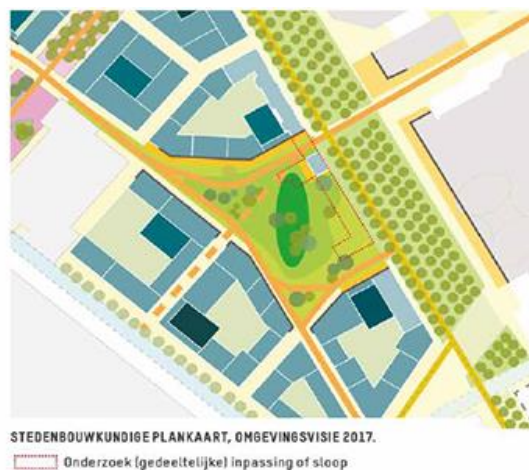 STEDENBOUWKUNDIGE PLANKAART, OMGEVINGSVISIE 2017.
Onderzoek (gedeeltelijke) inpassing of sloop